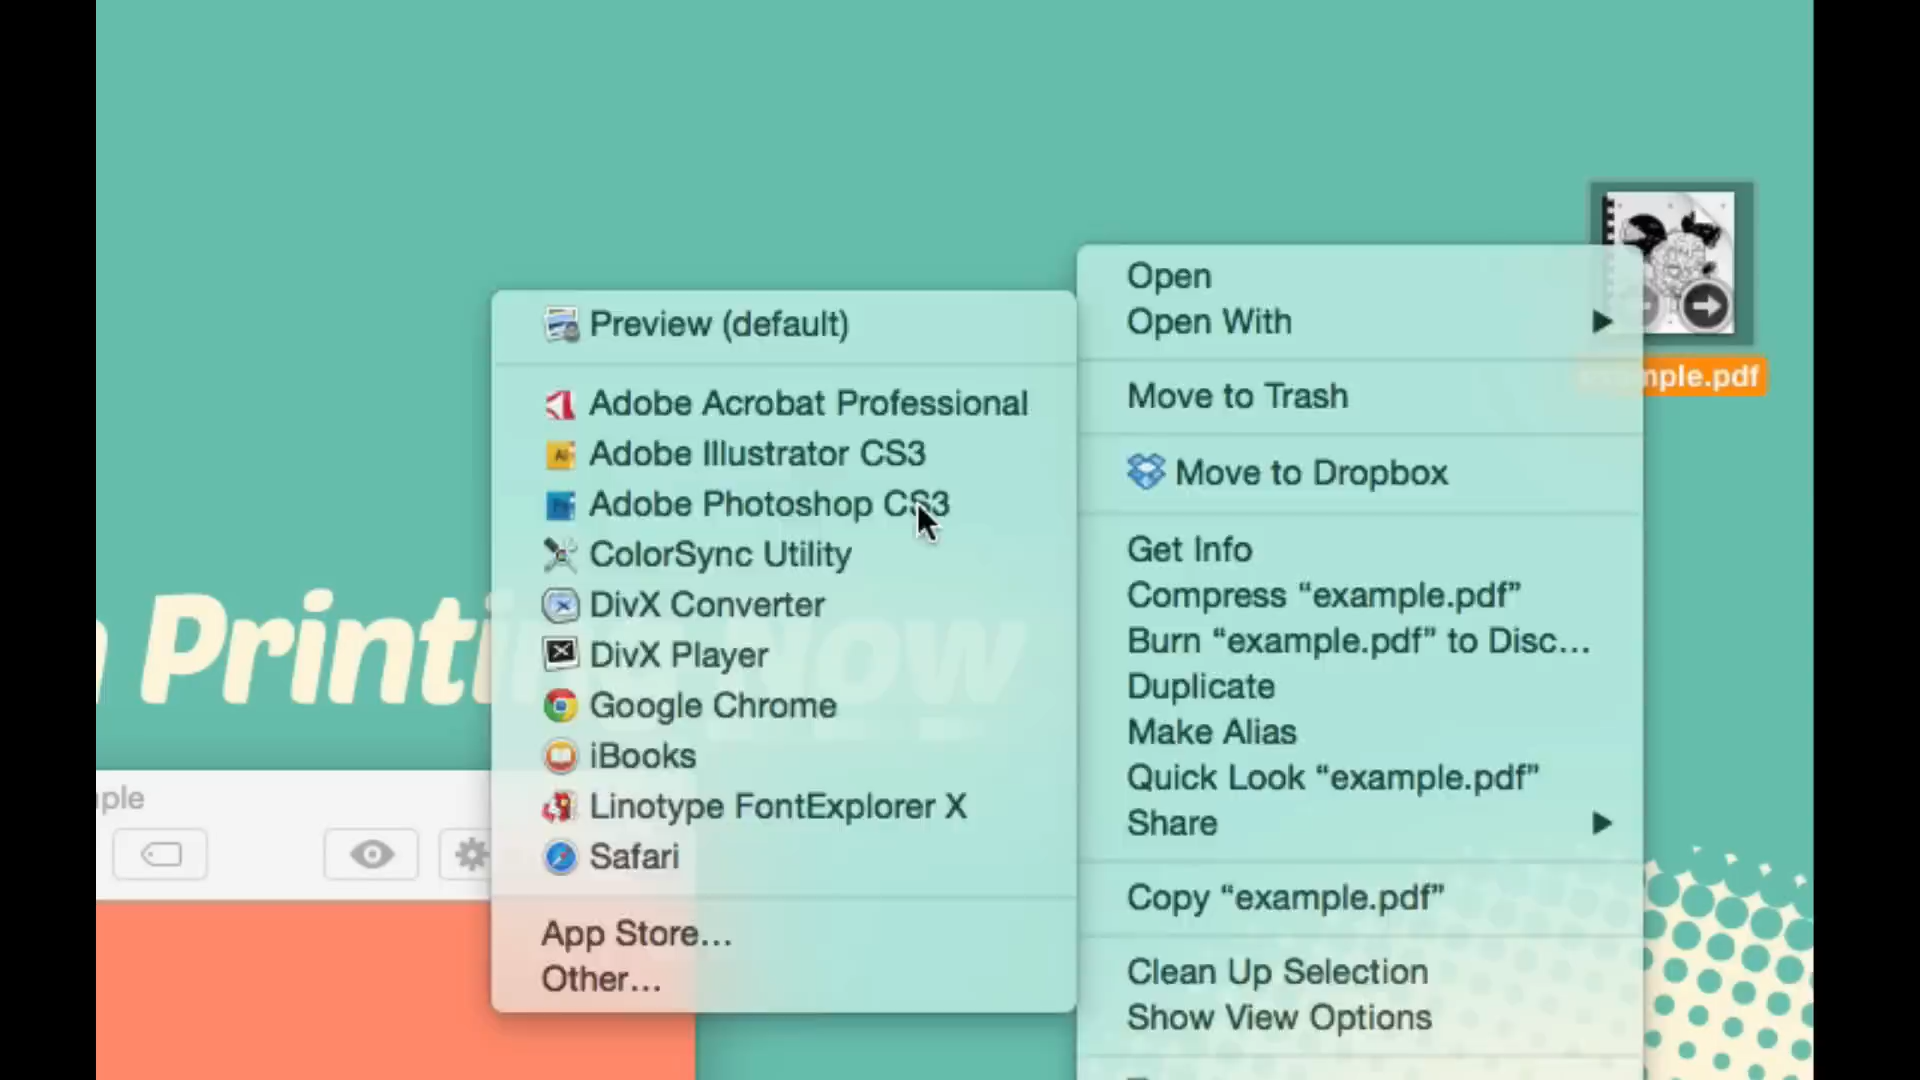 Open
Open With
Move to Trash
Move to Dropbox
Get Info
Compress “example.pdf”
Burn “example.pdf” to Disc...
Duplicate
Make Alias
Quick Look “example.pdf”
Share
Copy “example.pdf”
Clean Up Selection
Show View Options
Preview (default)
Adobe Acrobat Professional
Adobe Illustrator CS3
Adobe Photoshop CS3
ColorSync Utility
DivX Converter
DivX Player
Google Chrome
iBooks
Linotype FontExplorer X
Safari
App Store...
Other...
example.pdf
Printing Now